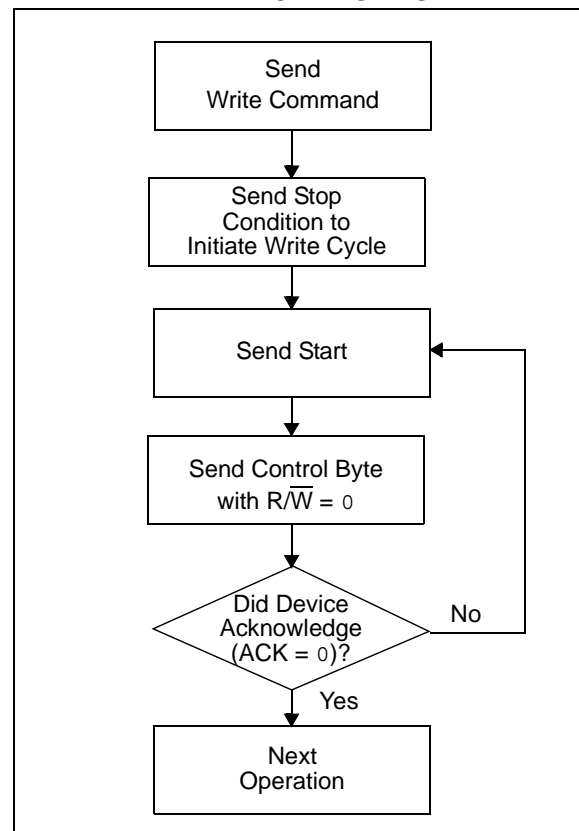 Send
Write Command
Send Stop
Condition to
Initiate Write Cycle
Send Start
Send Control Byte
with R/W̅ = 0
Did Device
Acknowledge
(ACK = 0)?
No
Yes
Next
Operation